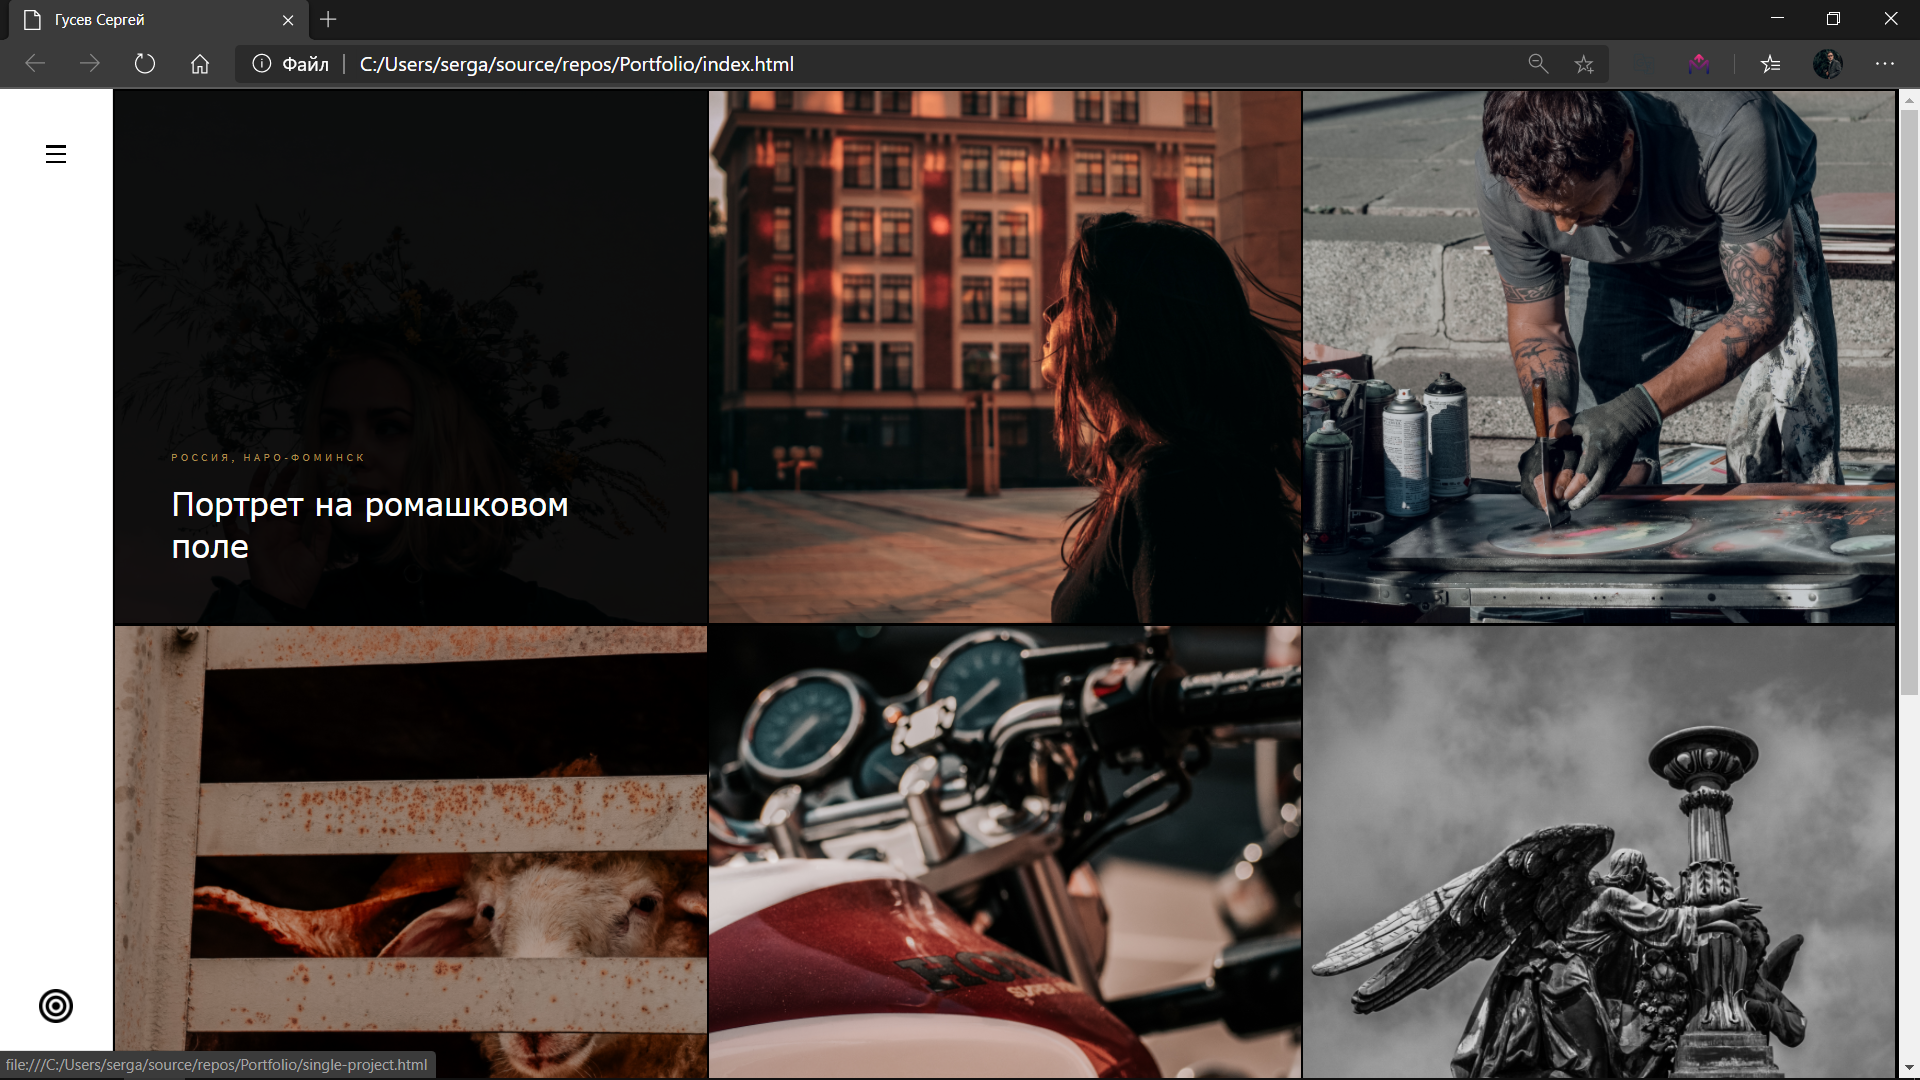 Гусев Сергей
Файл
C:/Users/serga/source/repos/Portfolio/index.html
РОССИЯ, НАРО-ФОМИНСК
Портрет на ромашковом
поле
file:///C:/Users/serga/source/repos/Portfolio/single-project.html